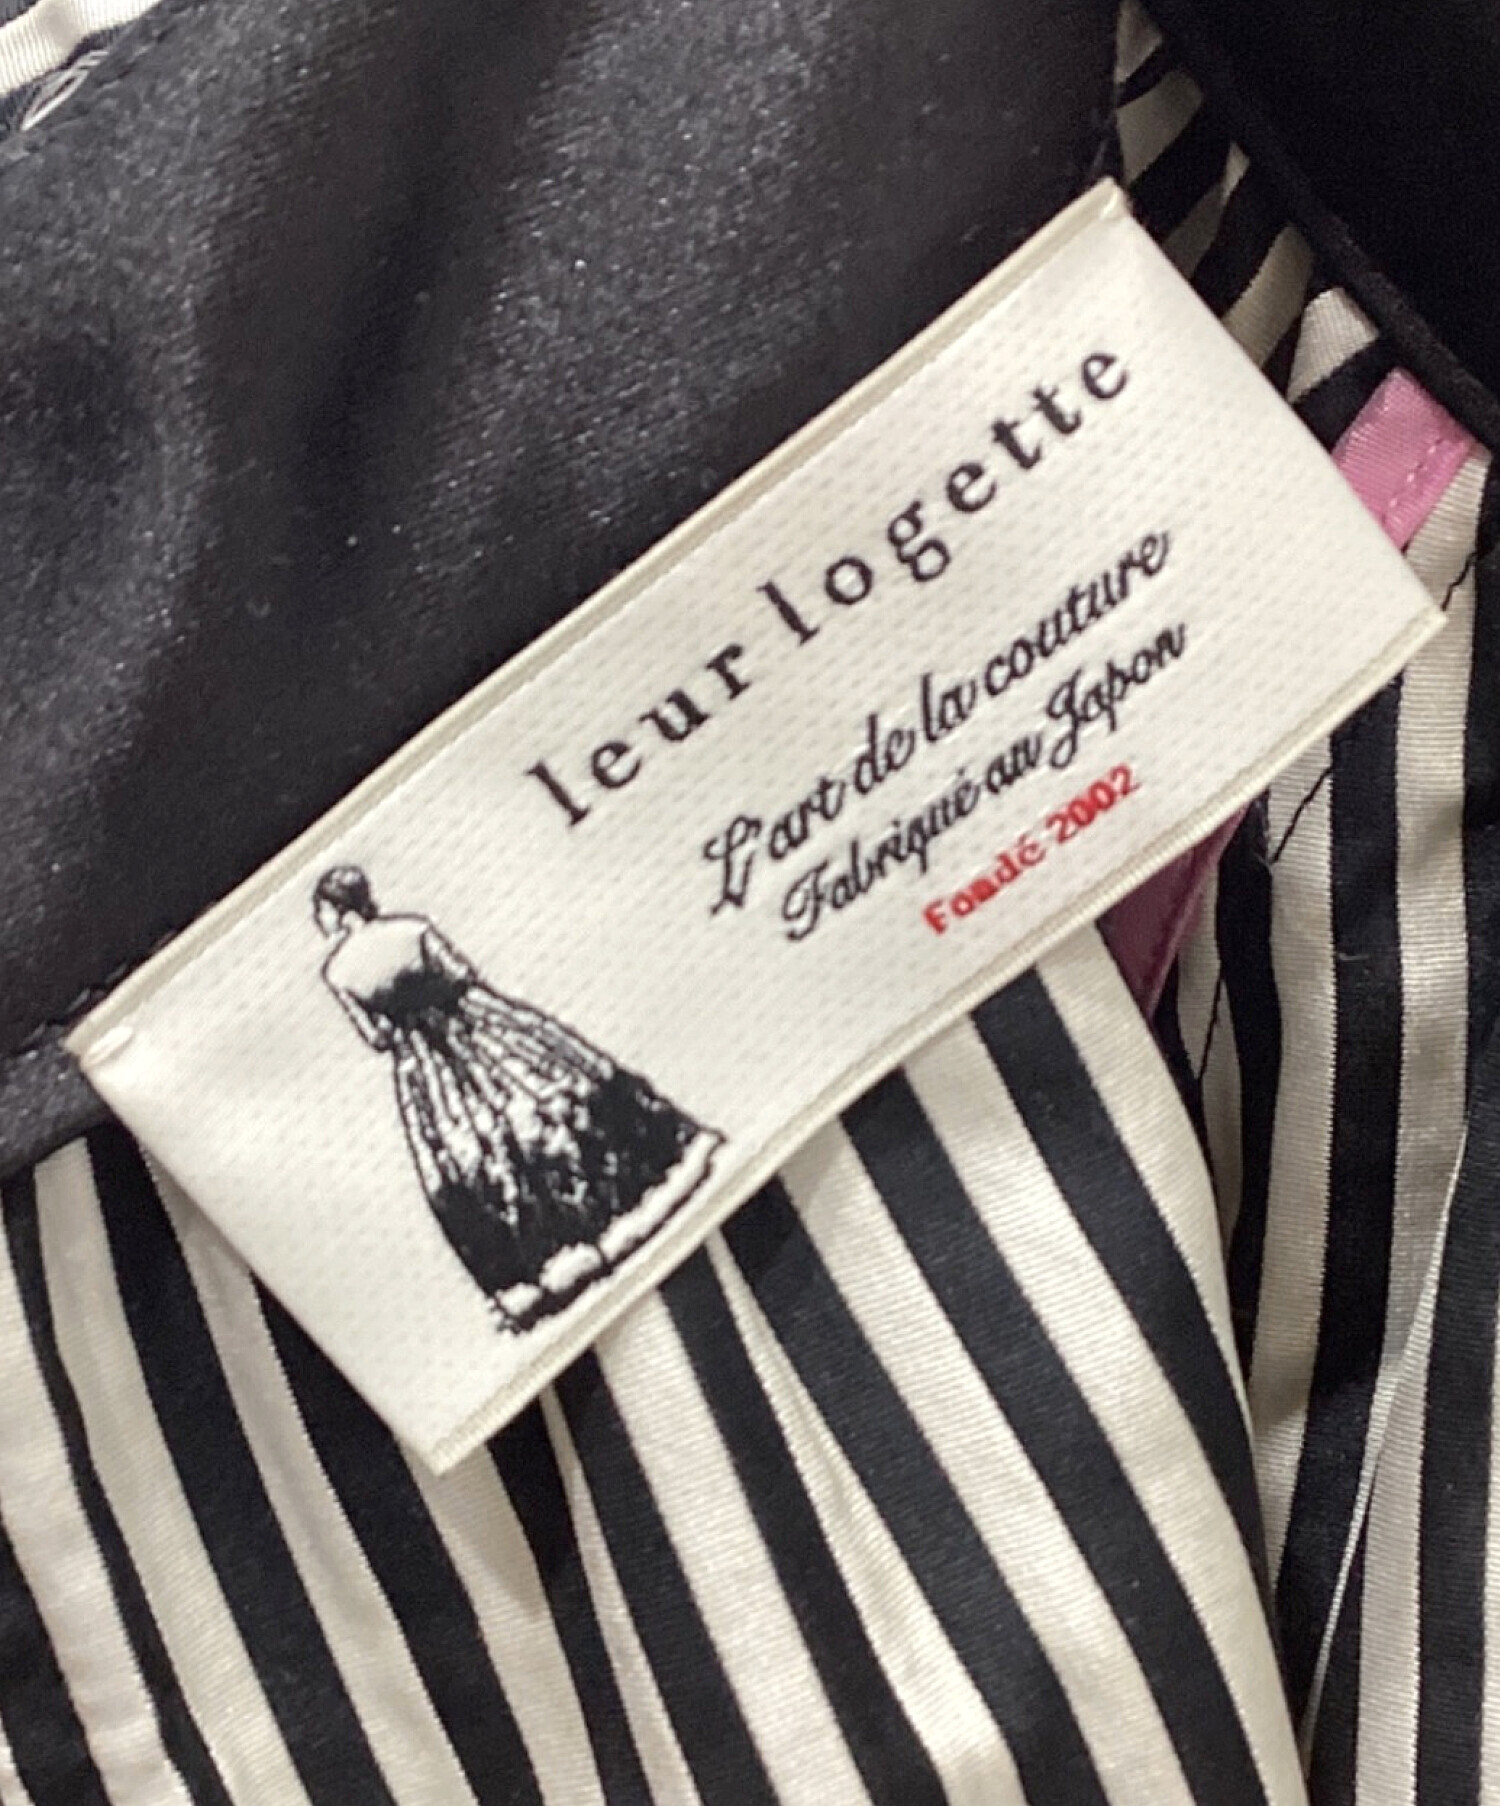 leur logette
L'art de la couture
Fabriqué au Japon
Fondé 2002